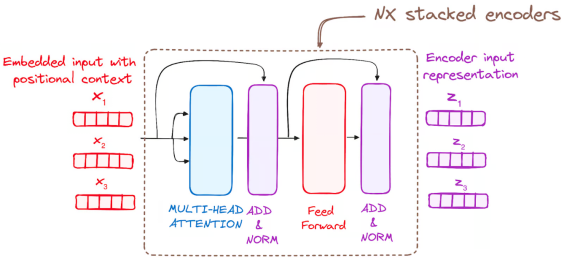 NX stacked encoders
Embedded input with
positional context
x1
x2
x3
MULTI-HEAD
ATTENTION
ADD
&
NORM
Feed
Forward
ADD
&
NORM
Encoder input
representation
z1
z2
z3